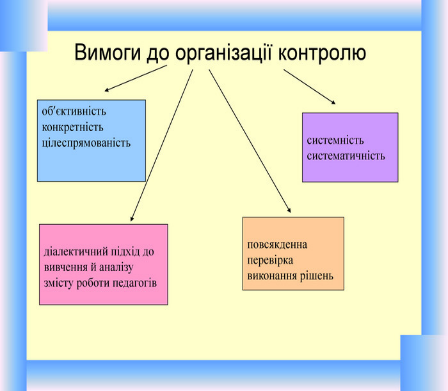 Вимоги до організації контролю
об'єктивність
конкретність
цілеспрямованість
системність
систематичність
діалектичний підхід до
вивчення й аналізу
змісту роботи педагогів
повсякденна
перевірка
виконання рішень